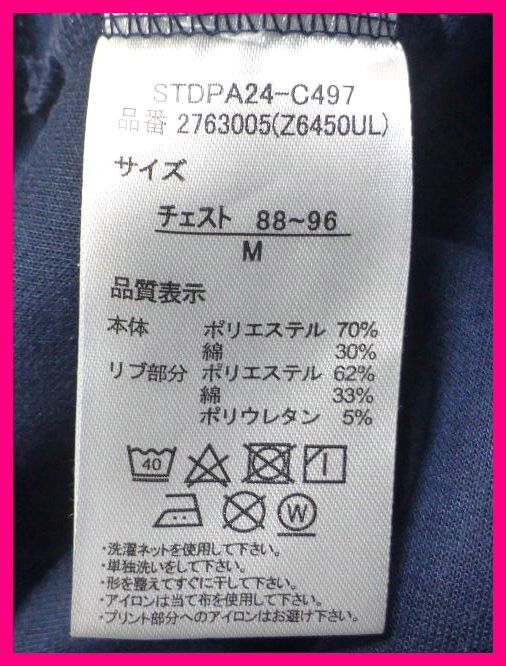 STDPA24-C497
品番 2763005(Z6450UL)
サイズ
チェスト 88~96
M
品質表示
本体 ポリエステル 70%
綿 30%
リブ部分 ポリエステル 62%
綿 33%
ポリウレタン 5%
40
W
・洗濯ネットを使用して下さい。
・単独洗いをして下さい。
・形を整えてすぐに干して下さい。
・アイロンは当て布を使用して下さい。
・プリント部分へのアイロンはお避け下さい。